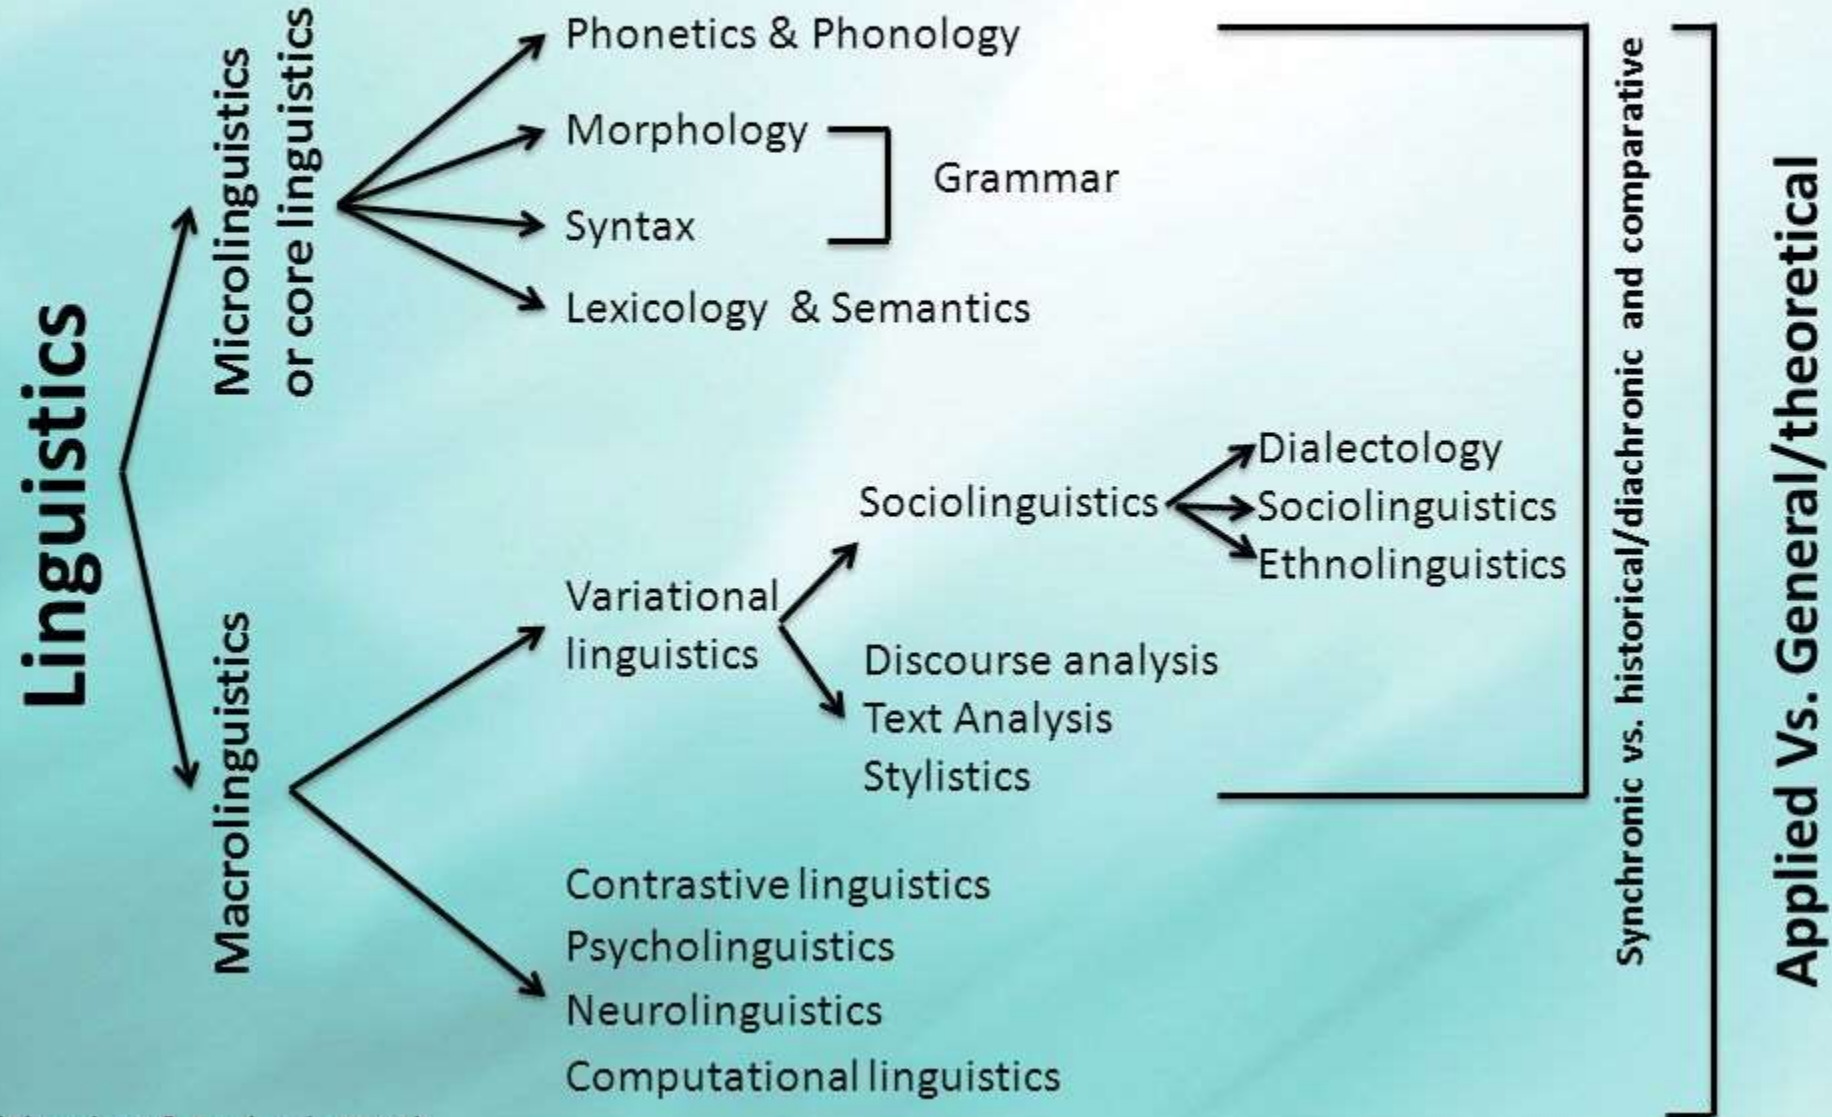 Linguistics
Microlinguistics
or core linguistics
Phonetics & Phonology
Morphology
Syntax
Grammar
Lexicology & Semantics
Macrolinguistics
Variational
linguistics
Sociolinguistics
Dialectology
Sociolinguistics
Ethnolinguistics
Discourse analysis
Text Analysis
Stylistics
Contrastive linguistics
Psycholinguistics
Neurolinguistics
Computational linguistics
Synchronic vs. historical/diachronic and comparative
Applied Vs. General/theoretical